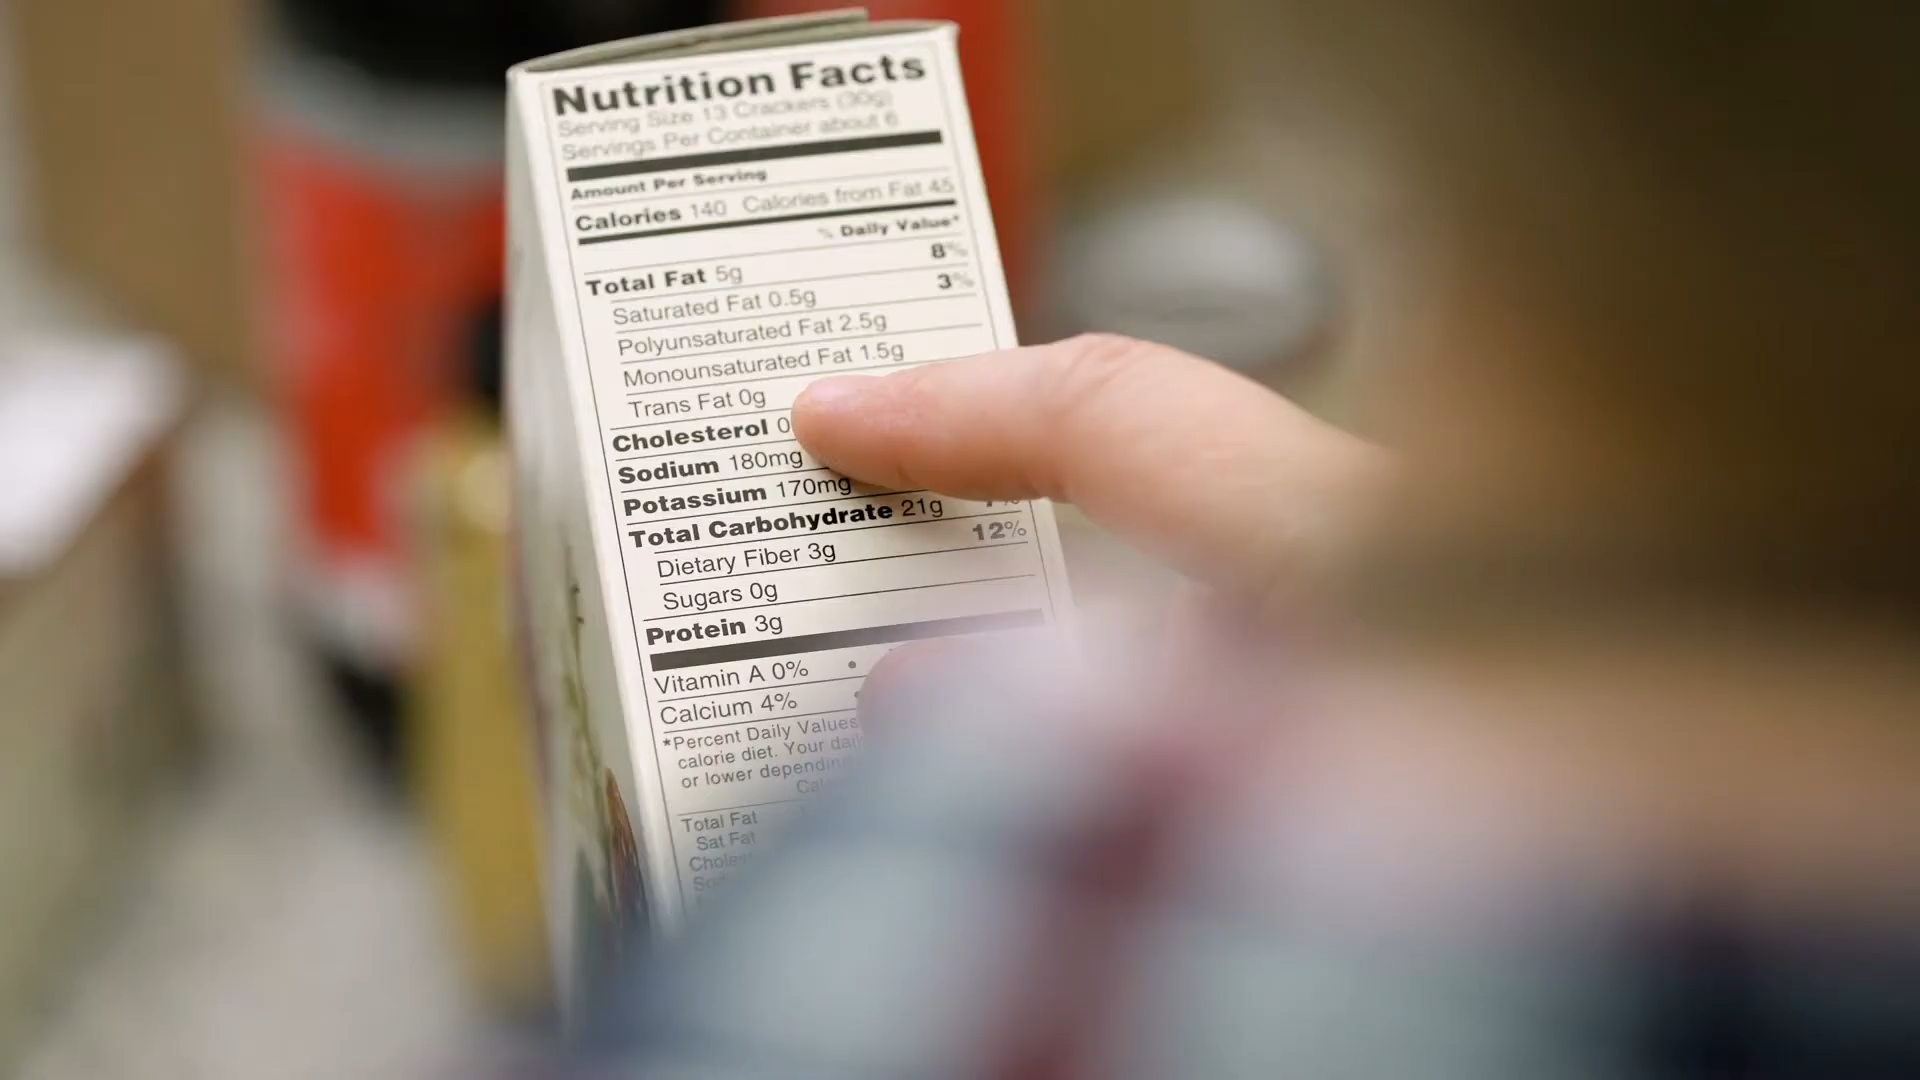 Nutrition Facts
Serving Size 13 Crackers (30g)
Servings Per Container about 6
Amount Per Serving
Calories 140 Calories from Fat 45
% Daily Value*
Total Fat 5g 8%
Saturated Fat 0.5g 3%
Polyunsaturated Fat 2.5g
Monounsaturated Fat 1.5g
Trans Fat 0g
Cholesterol
Sodium 180mg
Potassium 170mg
Total Carbohydrate 21g
Dietary Fiber 3g 12%
Sugars 0g
Protein 3g
Vitamin A 0% •
Calcium 4%
*Percent Daily Values
calorie diet. Your
or lower
Total Fat
Sat Fat